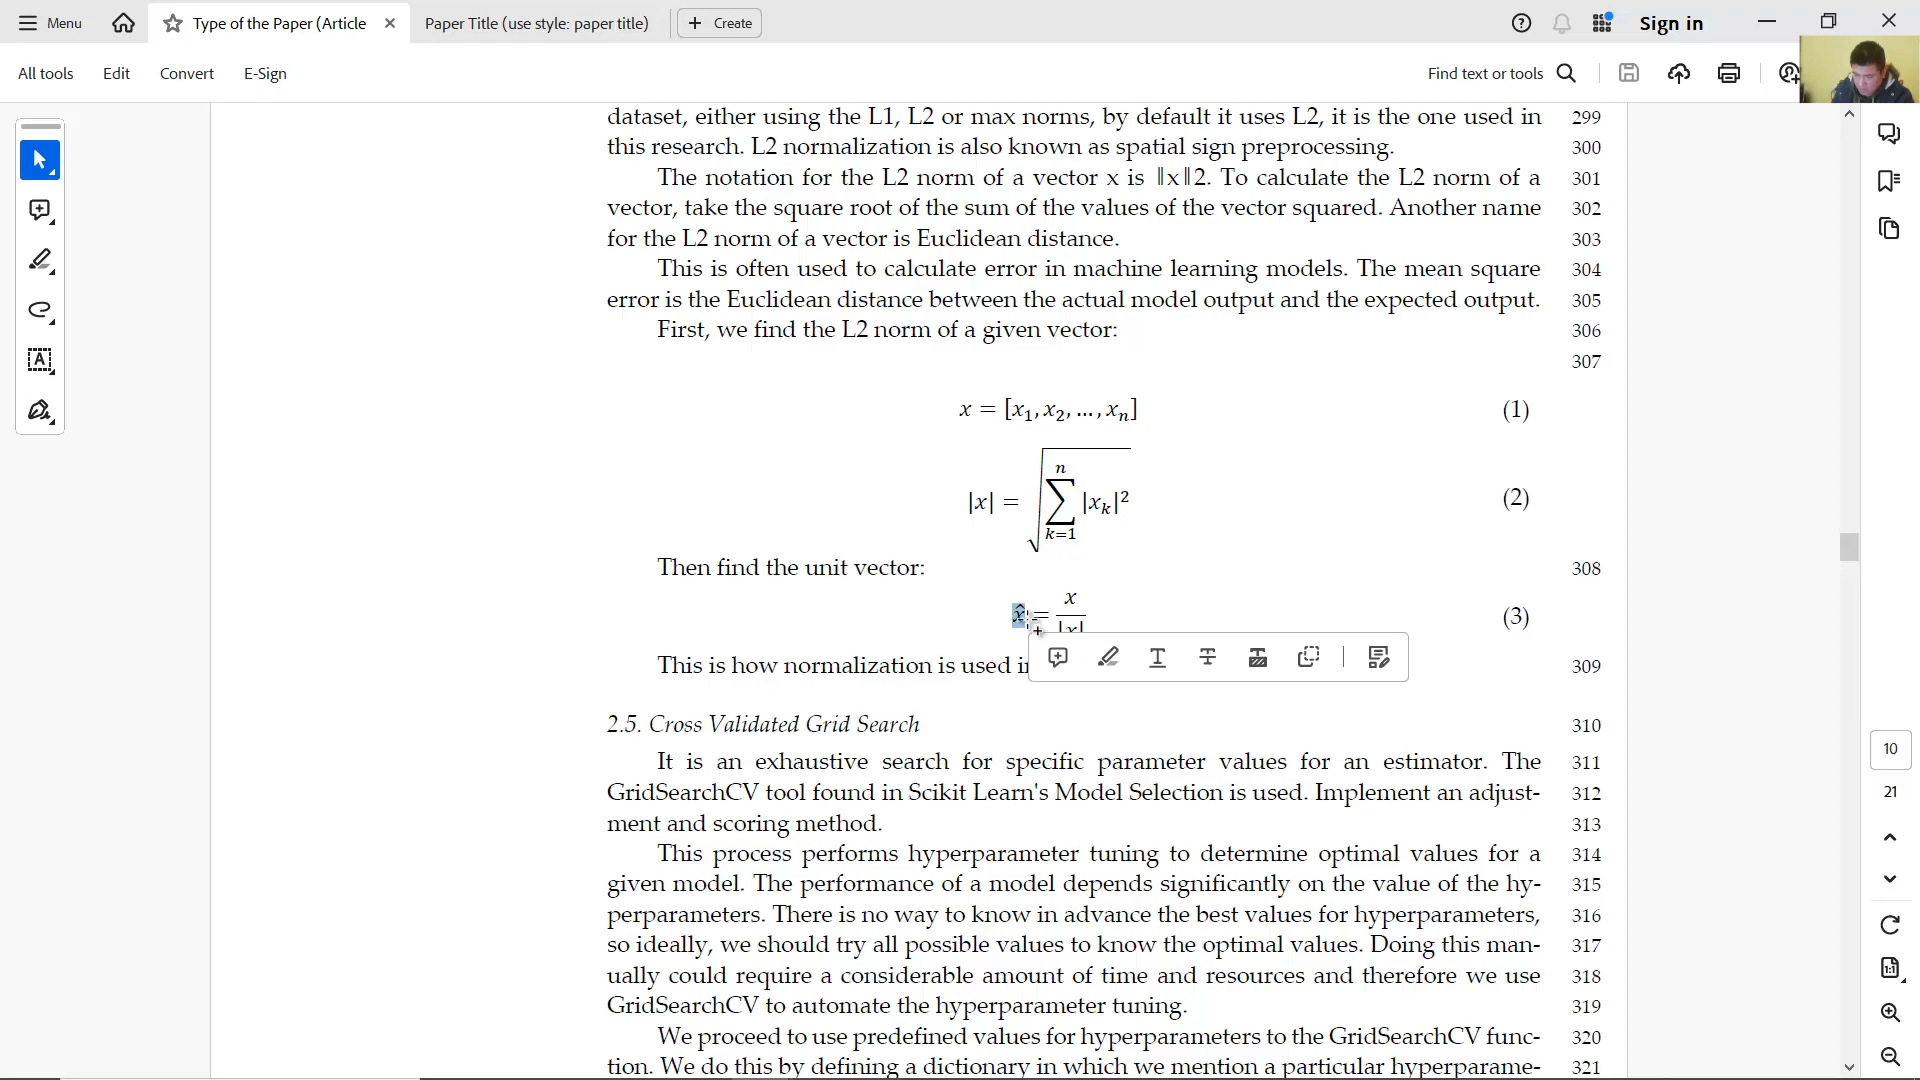 Menu
Type of the Paper (Article
Paper Title (use style: paper title)
Create
Sign in
All tools
Edit
Convert
E-Sign
Find text or tools
dataset, either using the L1, L2 or max norms, by default it uses L2, it is the one used in 299
this research. L2 normalization is also known as spatial sign preprocessing. 300
The notation for the L2 norm of a vector x is ‖x‖2. To calculate the L2 norm of a 301
vector, take the square root of the sum of the values of the vector squared. Another name 302
for the L2 norm of a vector is Euclidean distance. 303
This is often used to calculate error in machine learning models. The mean square 304
error is the Euclidean distance between the actual model output and the expected output. 305
First, we find the L2 norm of a given vector: 306
307
x = [x₁, x₂, …, xₙ] (1)
|x| = √∑ₖ₌₁ⁿ |xₖ|² (2)
Then find the unit vector: 308
x̂ = x / |x| (3)
This is how normalization is used in 309
2.5. Cross Validated Grid Search 310
It is an exhaustive search for specific parameter values for an estimator. The 311
GridSearchCV tool found in Scikit Learn's Model Selection is used. Implement an adjust- 312
ment and scoring method. 313
This process performs hyperparameter tuning to determine optimal values for a 314
given model. The performance of a model depends significantly on the value of the hy- 315
perparameters. There is no way to know in advance the best values for hyperparameters, 316
so ideally, we should try all possible values to know the optimal values. Doing this man- 317
ually could require a considerable amount of time and resources and therefore we use 318
GridSearchCV to automate the hyperparameter tuning. 319
We proceed to use predefined values for hyperparameters to the GridSearchCV func- 320
tion. We do this by defining a dictionary in which we mention a particular hyperparame- 321
10
21